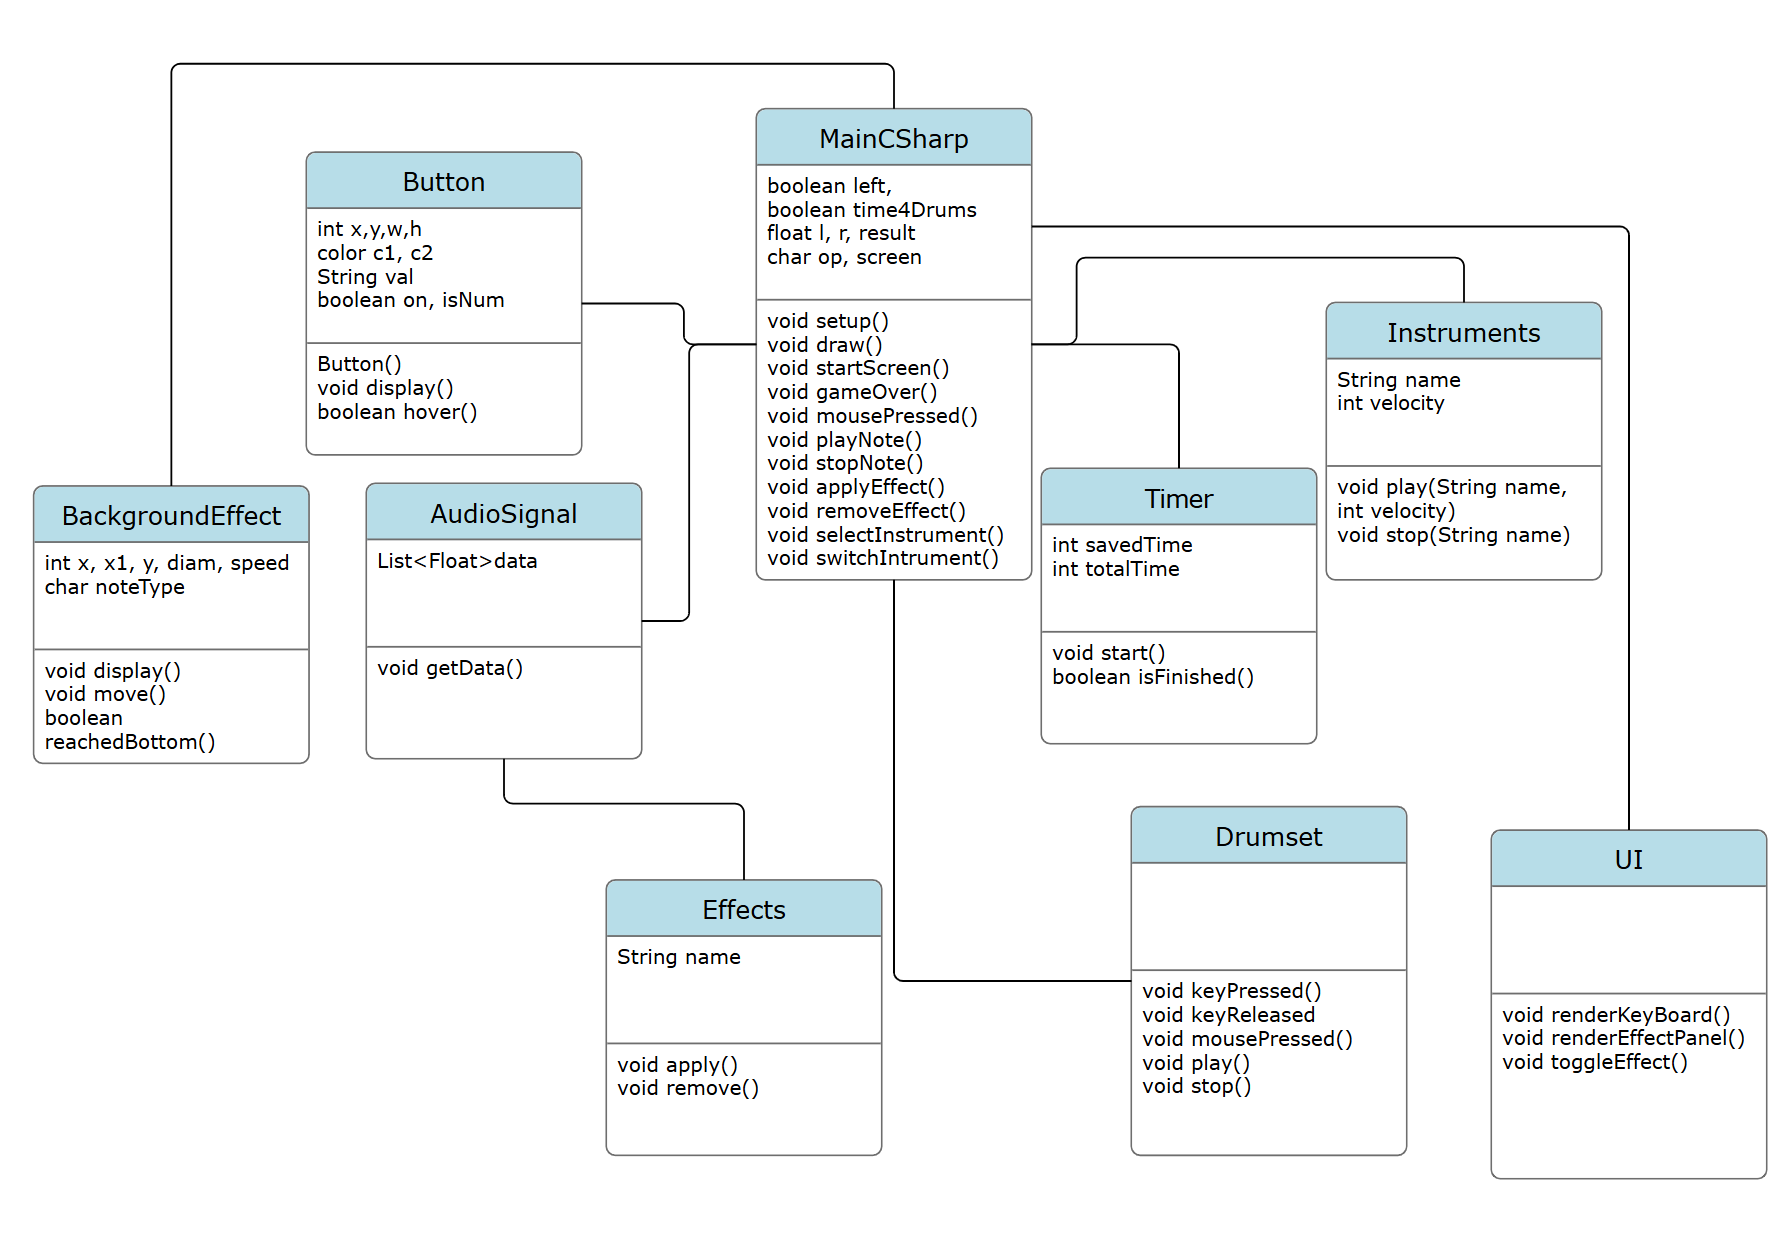 MainCSharp
boolean left,
boolean time4Drums
float l, r, result
char op, screen
void setup()
void draw()
void startScreen()
void gameOver()
void mousePressed()
void playNote()
void stopNote()
void applyEffect()
void removeEffect()
void selectInstrument()
void switchIntrument()
Button
int x,y,w,h
color c1, c2
String val
boolean on, isNum
Button()
void display()
boolean hover()
Instruments
String name
int velocity
void play(String name,
int velocity)
void stop(String name)
BackgroundEffect
int x, x1, y, diam, speed
char noteType
void display()
void move()
boolean
reachedBottom()
AudioSignal
List<Float>data
void getData()
Timer
int savedTime
int totalTime
void start()
boolean isFinished()
Effects
String name
void apply()
void remove()
Drumset
void keyPressed()
void keyReleased
void mousePressed()
void play()
void stop()
UI
void renderKeyBoard()
void renderEffectPanel()
void toggleEffect()